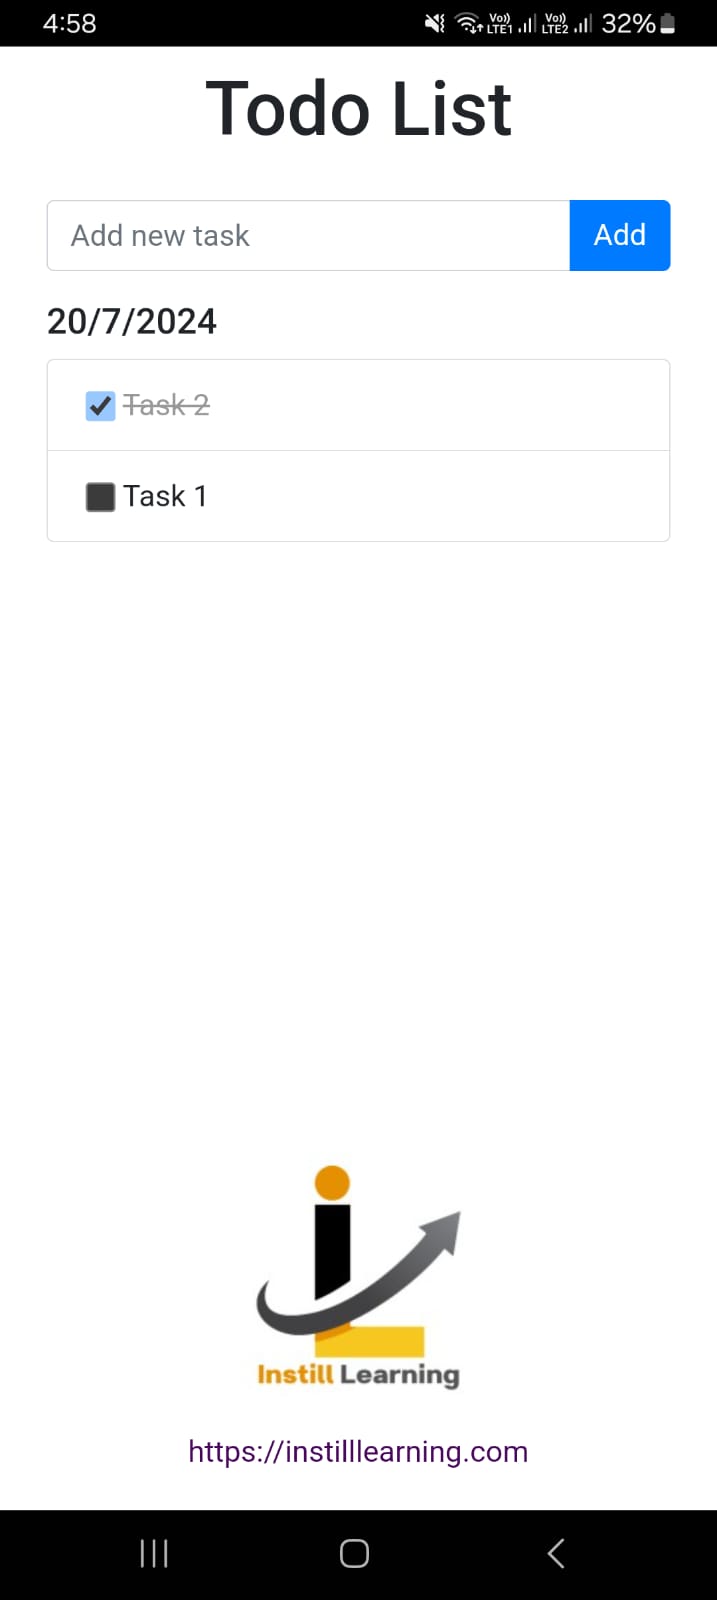 4:58
Vo)) LTE1 Vo)) LTE2 32%
Todo List
Add new task
Add
20/7/2024
Task 2
Task 1
Instill Learning
https://instilllearning.com